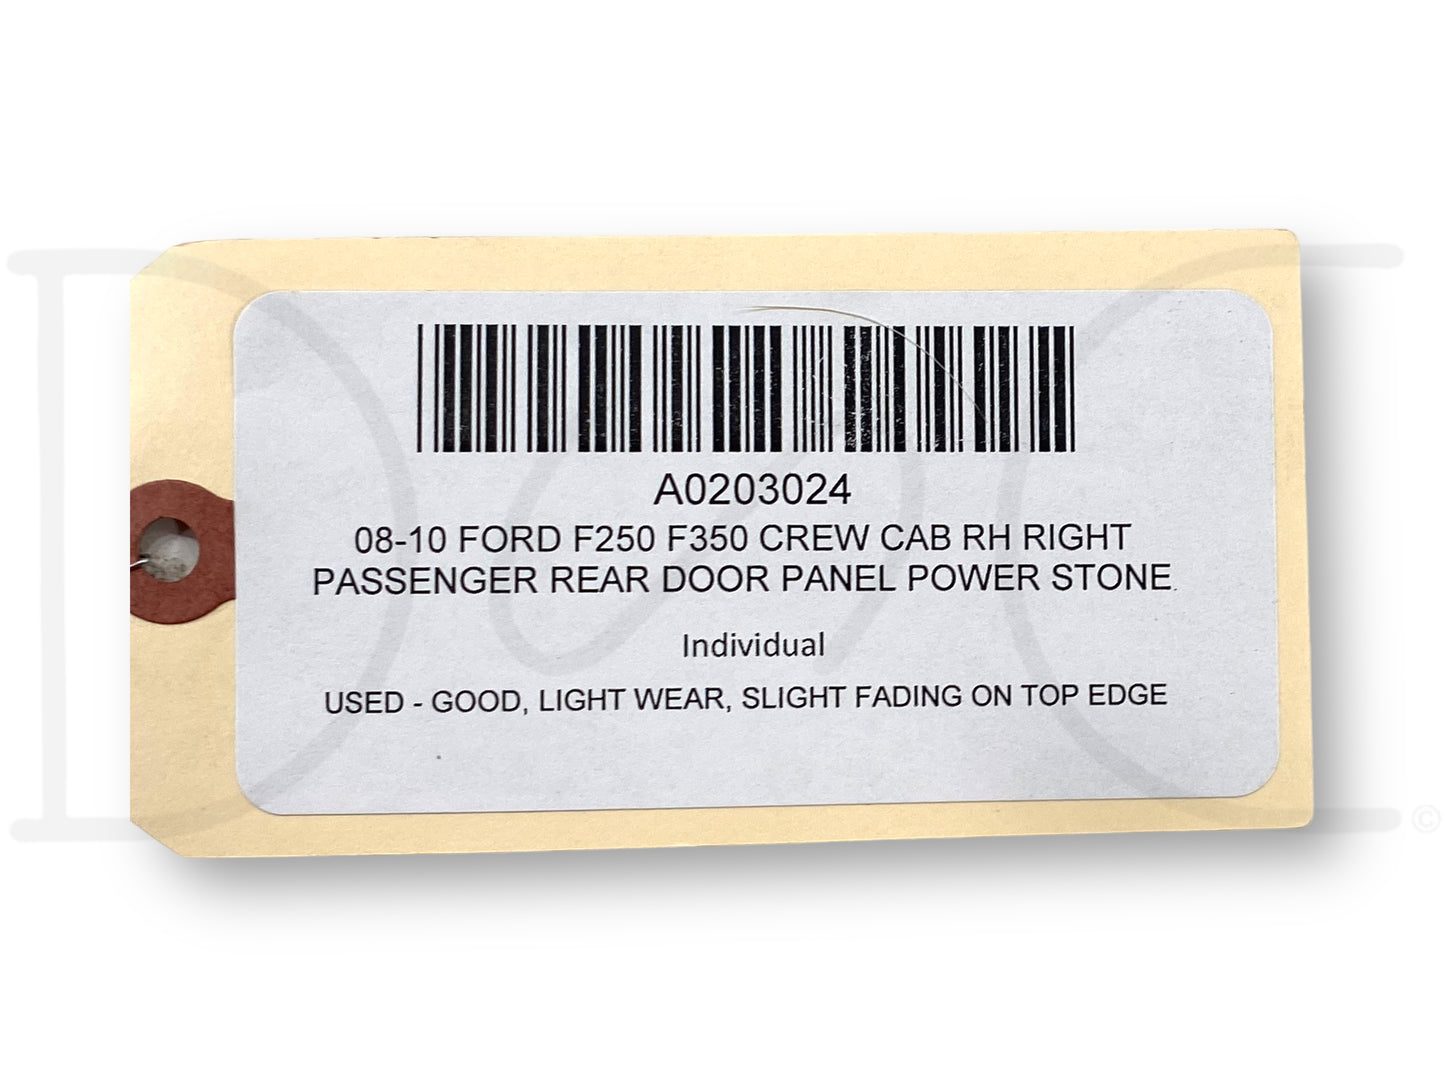 A0203024
08-10 FORD F250 F350 CREW CAB RH RIGHT
PASSENGER REAR DOOR PANEL POWER STONE
Individual
USED - GOOD, LIGHT WEAR, SLIGHT FADING ON TOP EDGE
©